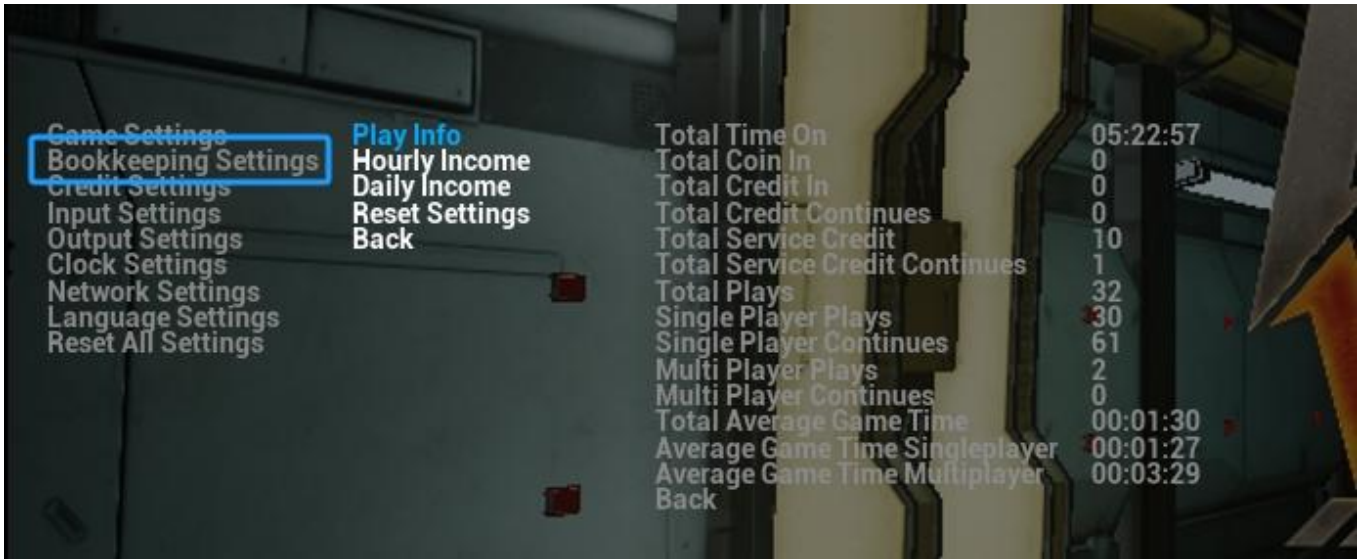 Game Settings
Bookkeeping Settings
Credit Settings
Input Settings
Output Settings
Clock Settings
Network Settings
Language Settings
Reset All Settings
Play Info
Hourly Income
Daily Income
Reset Settings
Back
Total Time On 05:22:57
Total Coin In 0
Total Credit In 0
Total Credit Continues 0
Total Service Credit 10
Total Service Credit Continues 1
Total Plays 32
Single Player Plays 30
Single Player Continues 61
Multi Player Plays 2
Multi Player Continues 0
Total Average Game Time 00:01:30
Average Game Time Singleplayer 00:01:27
Average Game Time Multiplayer 00:03:29
Back